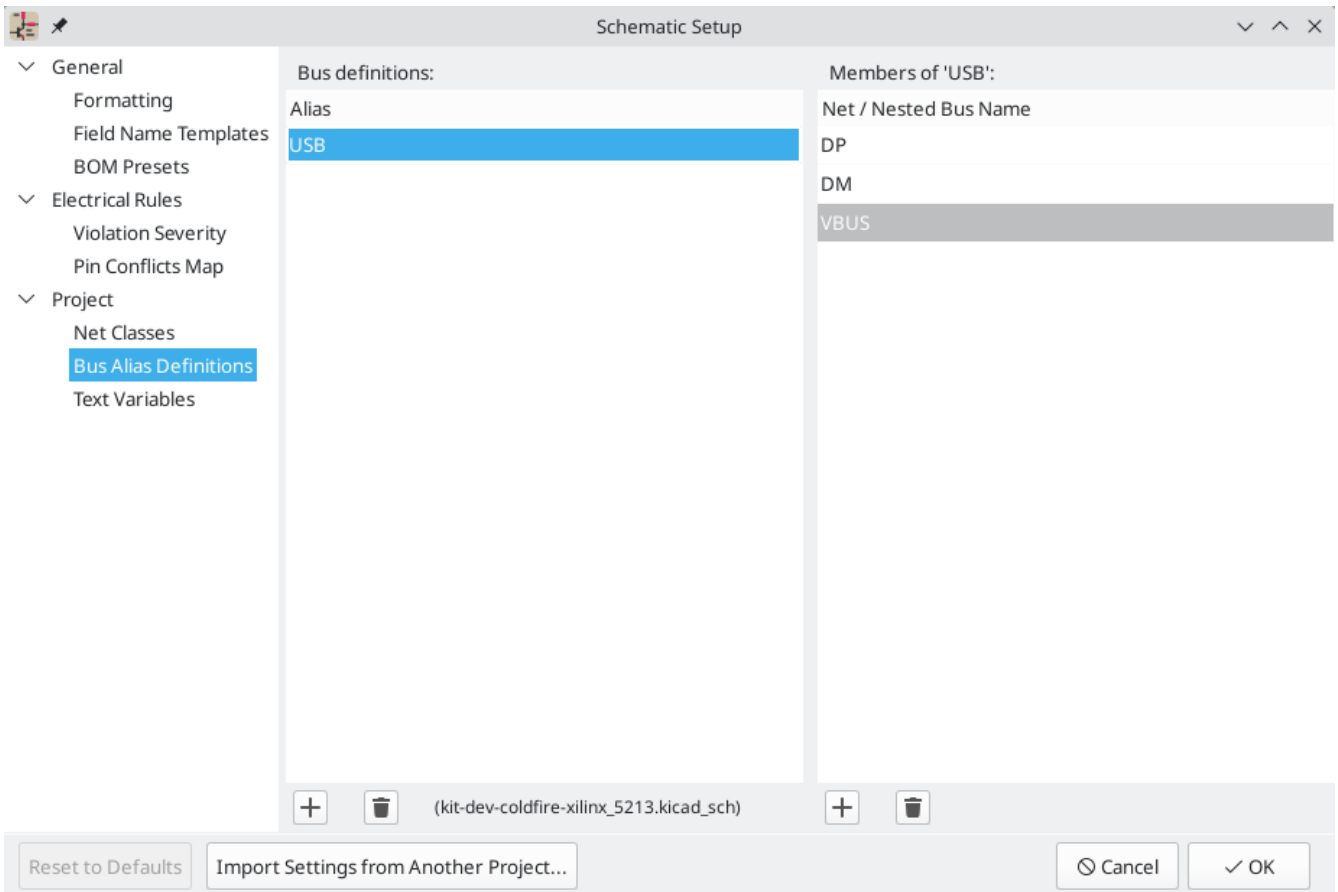 Schematic Setup
General
Formatting
Field Name Templates
BOM Presets
Electrical Rules
Violation Severity
Pin Conflicts Map
Project
Net Classes
Bus Alias Definitions
Text Variables
Bus definitions:
Alias
USB
(kit-dev-coldfire-xilinx_5213.kicad_sch)
Members of 'USB':
Net / Nested Bus Name
DP
DM
VBUS
Reset to Defaults
Import Settings from Another Project...
Cancel
OK